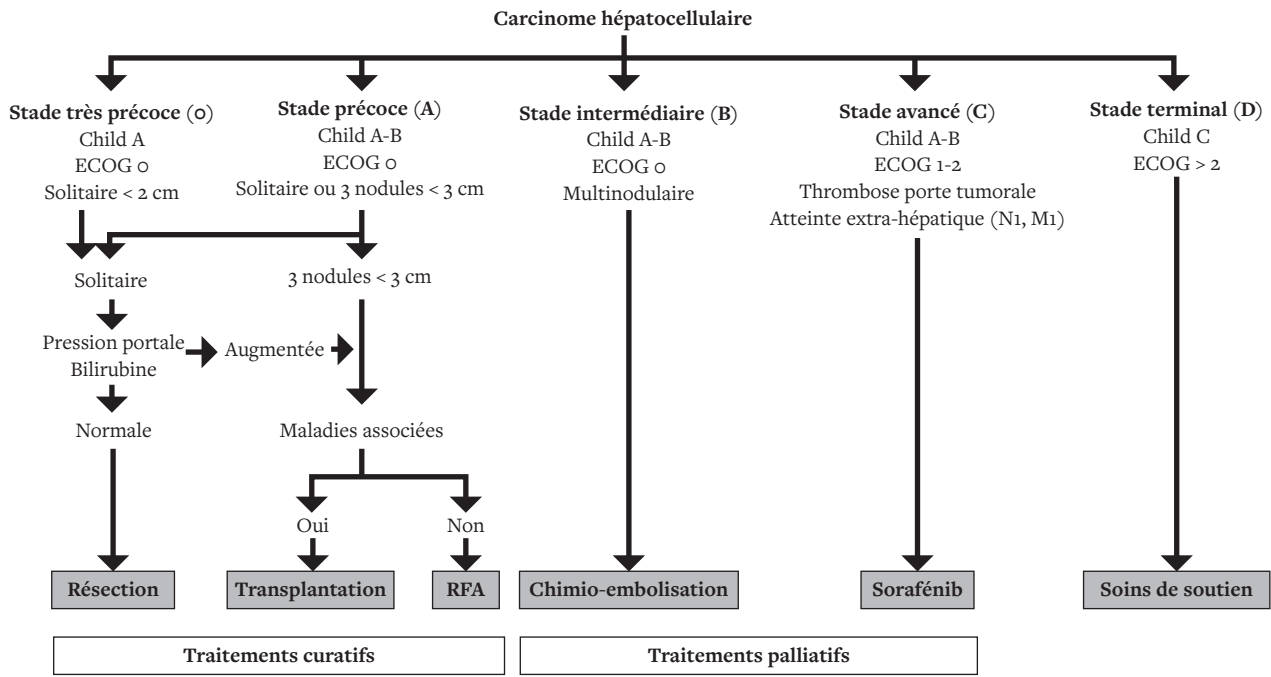 Carcinome hépatocellulaire
Stade très précoce (0)
Child A
ECOG 0
Solitaire < 2 cm
Stade précoce (A)
Child A-B
ECOG 0
Solitaire ou 3 nodules < 3 cm
Stade intermédiaire (B)
Child A-B
ECOG 0
Multinodulaire
Stade avancé (C)
Child A-B
ECOG 1-2
Thrombose porte tumorale
Atteinte extra-hépatique (N1, M1)
Stade terminal (D)
Child C
ECOG > 2
Solitaire
3 nodules < 3 cm
Pression portale
Bilirubine
Augmentée
Normale
Maladies associées
Oui
Non
Résection
Transplantation
RFA
Chimio-embolisation
Sorafénib
Soins de soutien
Traitements curatifs
Traitements palliatifs